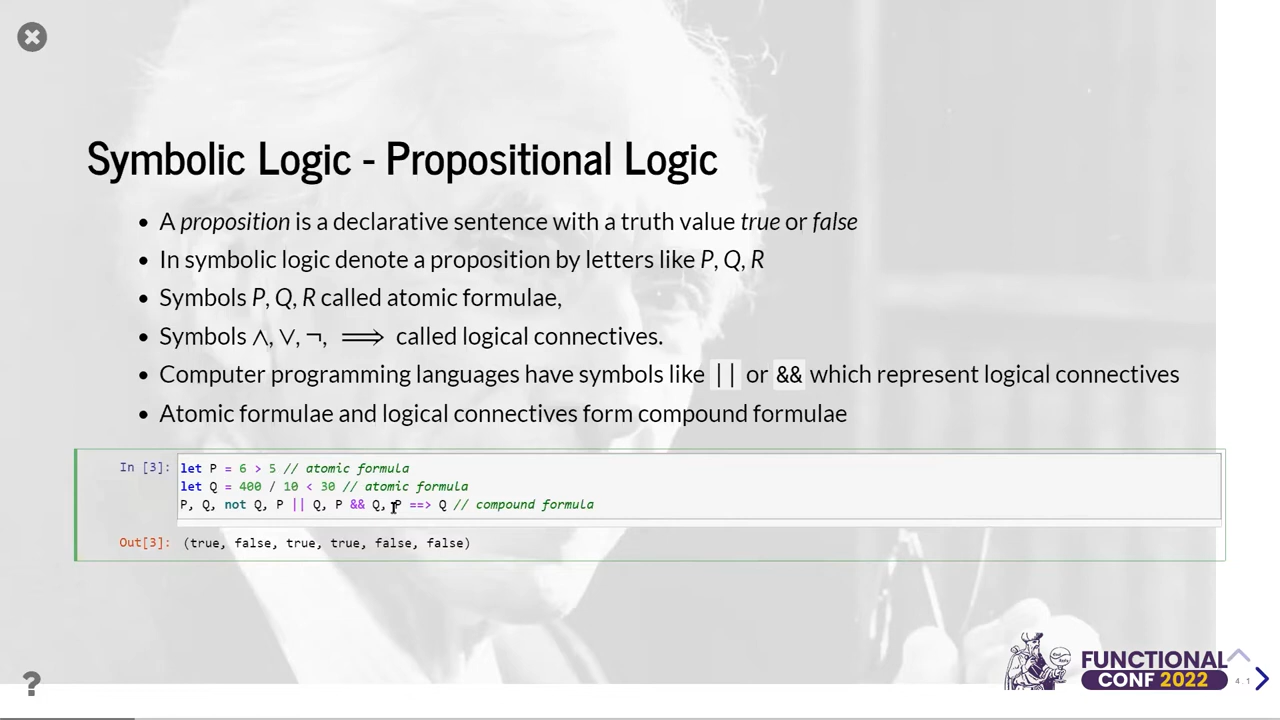 Symbolic Logic - Propositional Logic
• A proposition is a declarative sentence with a truth value true or false
• In symbolic logic denote a proposition by letters like P, Q, R
• Symbols P, Q, R called atomic formulae,
• Symbols ∧, ∨, ¬, ⟹ called logical connectives.
• Computer programming languages have symbols like || or && which represent logical connectives
• Atomic formulae and logical connectives form compound formulae
In [3]: let P = 6 > 5 // atomic formula
let Q = 400 / 10 < 30 // atomic formula
P, Q, not Q, P || Q, P && Q, P ==> Q // compound formula
Out[3]: (true, false, true, true, false, false)
FUNCTIONAL
CONF 2022
4.1
?